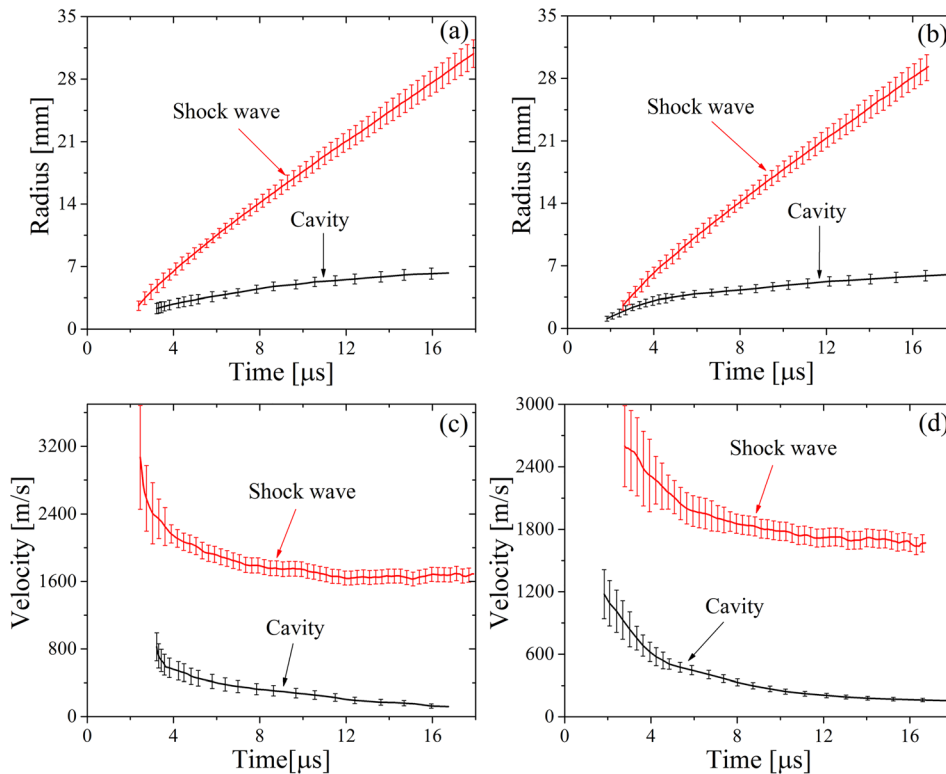 (a)
35
28
21
14
7
0
Radius [mm]
Shock wave
Cavity
0 4 8 12 16
Time [μs]
(b)
35
28
21
14
7
0
Radius [mm]
Shock wave
Cavity
0 4 8 12 16
Time [μs]
(c)
3200
2400
1600
800
0
Velocity [m/s]
Shock wave
Cavity
0 4 8 12 16
Time[μs]
(d)
3000
2400
1800
1200
600
0
Velocity [m/s]
Shock wave
Cavity
0 4 8 12 16
Time [μs]